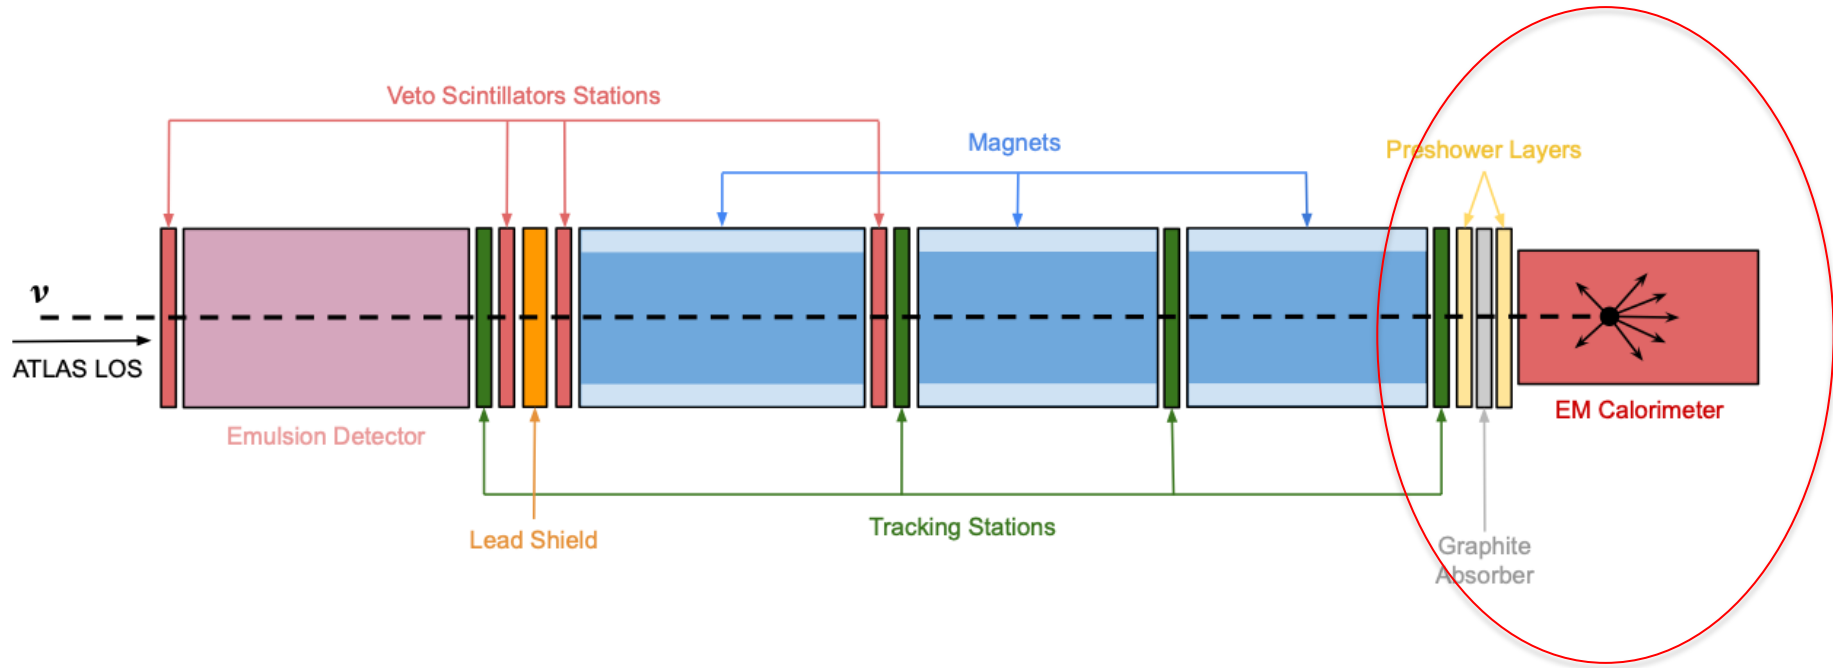 Veto Scintillators Stations
Magnets
Preshower Layers
ν
ATLAS LOS
EM Calorimeter
Emulsion Detector
Tracking Stations
Lead Shield
Graphite
Absorber